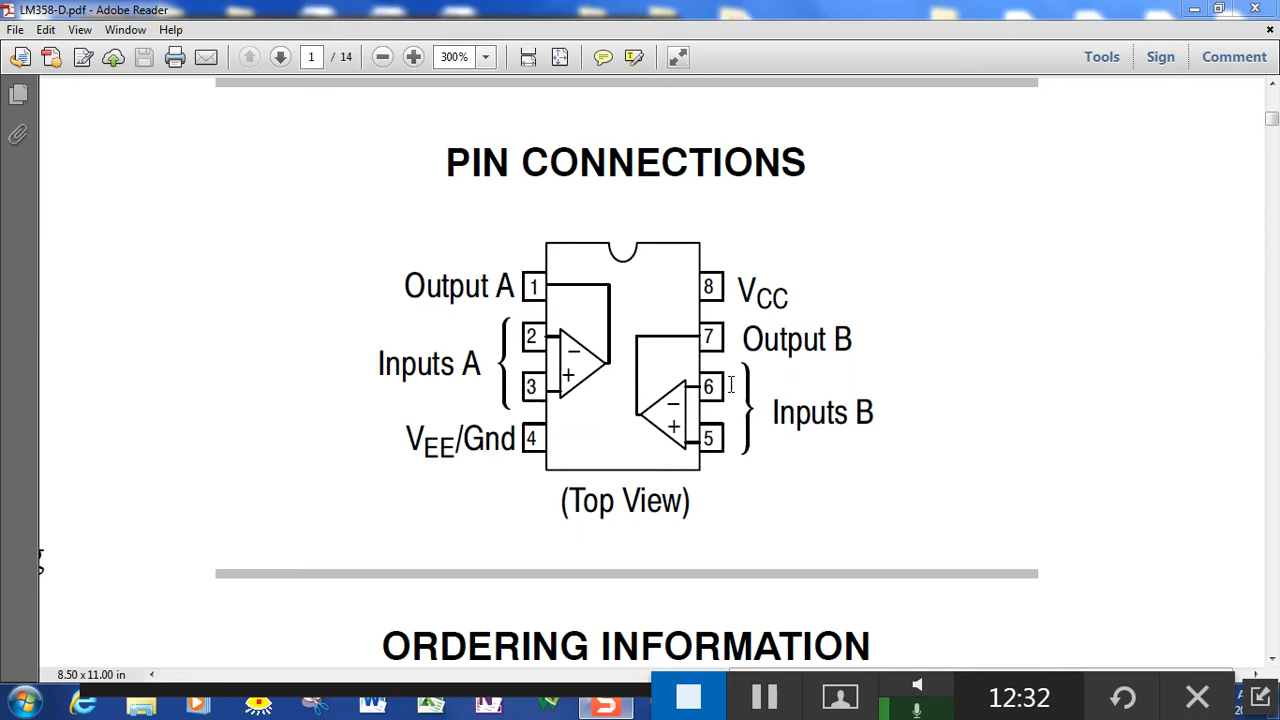 LM358-D.pdf - Adobe Reader
File Edit View Window Help
1 / 14 300% Tools Sign Comment
PIN CONNECTIONS
Output A 1 8 VCC
2 7 Output B
Inputs A
−
+
3 6
−
+
Inputs B
VEE/Gnd 4 5
(Top View)
ORDERING INFORMATION
8.50 x 11.00 in
12:32